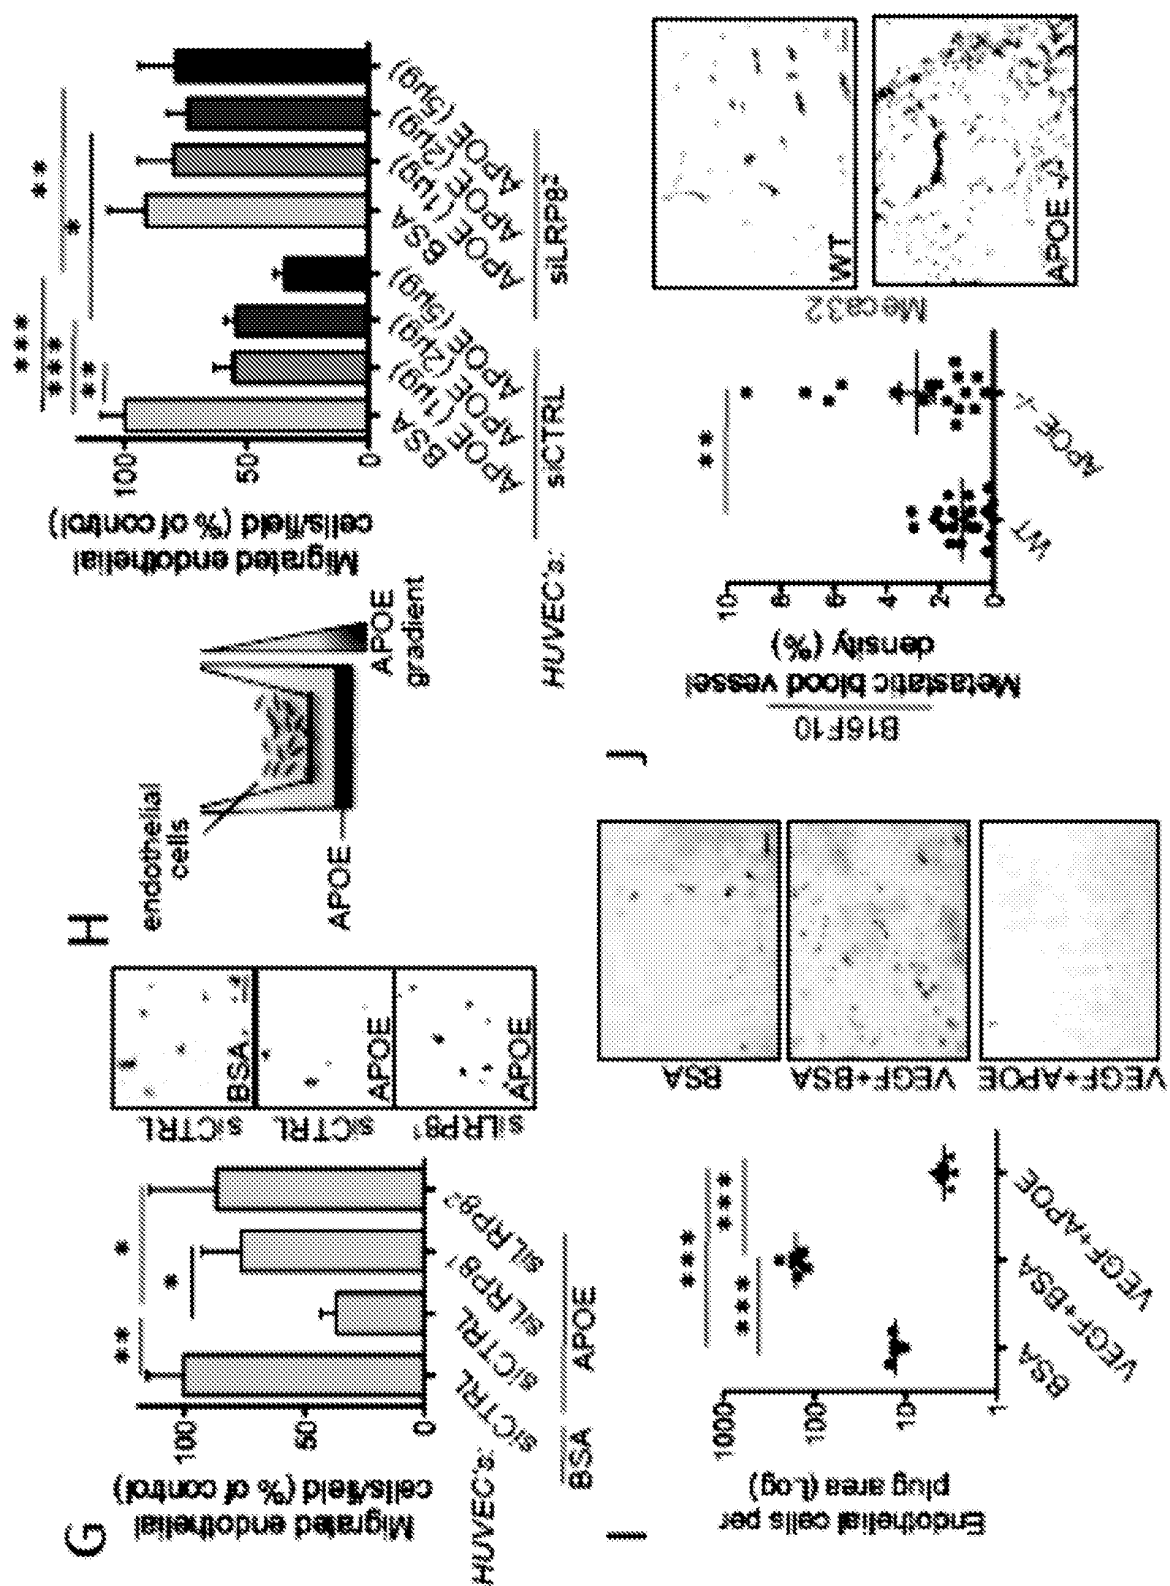 G
Migrated endothelial
cells/field (% of control)
100
50
0
**
*
*
HUVEC's:
siCTRL
siCTRL
siLRP8¹
siLRP8²
BSA
APOE
siCTRL
BSA
siCTRL
APOE
siLRP8¹
APOE
H
endothelial
cells
APOE
APOE
gradient
Migrated endothelial
cells/field (% of control)
100
50
0
***
***
**
**
*
BSA
APOE (1µg)
APOE (2µg)
APOE (5µg)
BSA
APOE (1µg)
APOE (2µg)
APOE (5µg)
HUVEC's:
siCTRL
siLRP8²
I
Endothelial cells per
plug area (Log)
1000
100
10
1
***
***
***
BSA
VEGF+BSA
VEGF+APOE
BSA
VEGF+BSA
VEGF+APOE
J
B16F10
Metastatic blood vessel
density (%)
10
8
6
4
2
0
**
WT
APOE -/-
Meca32
WT
APOE -/-